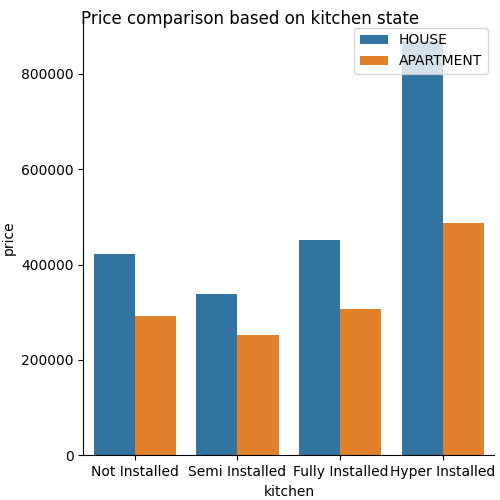 Price comparison based on kitchen state
HOUSE
APARTMENT
800000
600000
400000
200000
0
price
Not Installed
Semi Installed
Fully Installed
Hyper Installed
kitchen